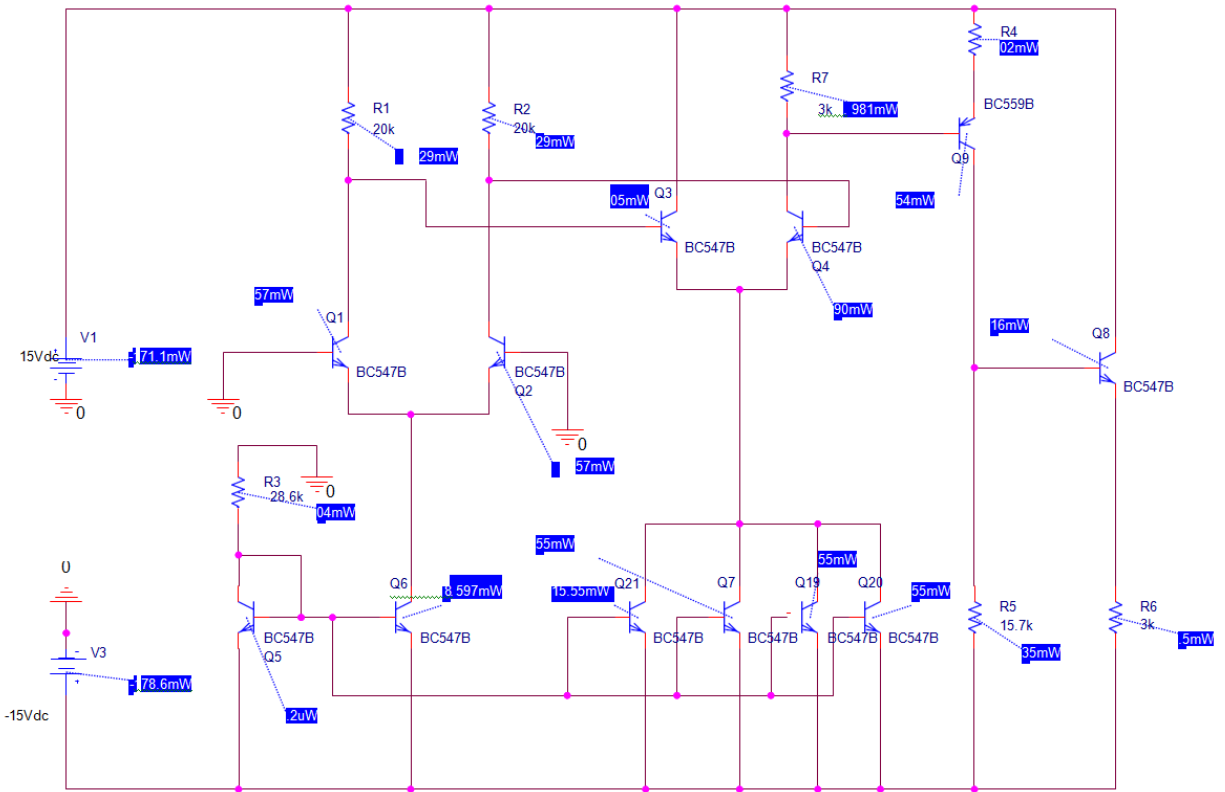 R4
02mW
R7
3k
.981mW
BC559B
R1
20k
R2
20k
29mW
29mW
Q9
54mW
05mW
Q3
BC547B
BC547B
Q4
90mW
57mW
Q1
16mW
Q8
V1
15Vdc
71.1mW
BC547B
BC547B
Q2
BC547B
0
0
0
57mW
R3
28.6k
0
04mW
55mW
55mW
0
Q6
8.597mW
15.55mW
Q21
Q7
Q19
Q20
55mW
R5
15.7k
R6
3k
.5mW
BC547B
Q5
BC547B
BC547B
BC547B
BC547B
BC547B
35mW
V3
78.6mW
-15Vdc
.2uW